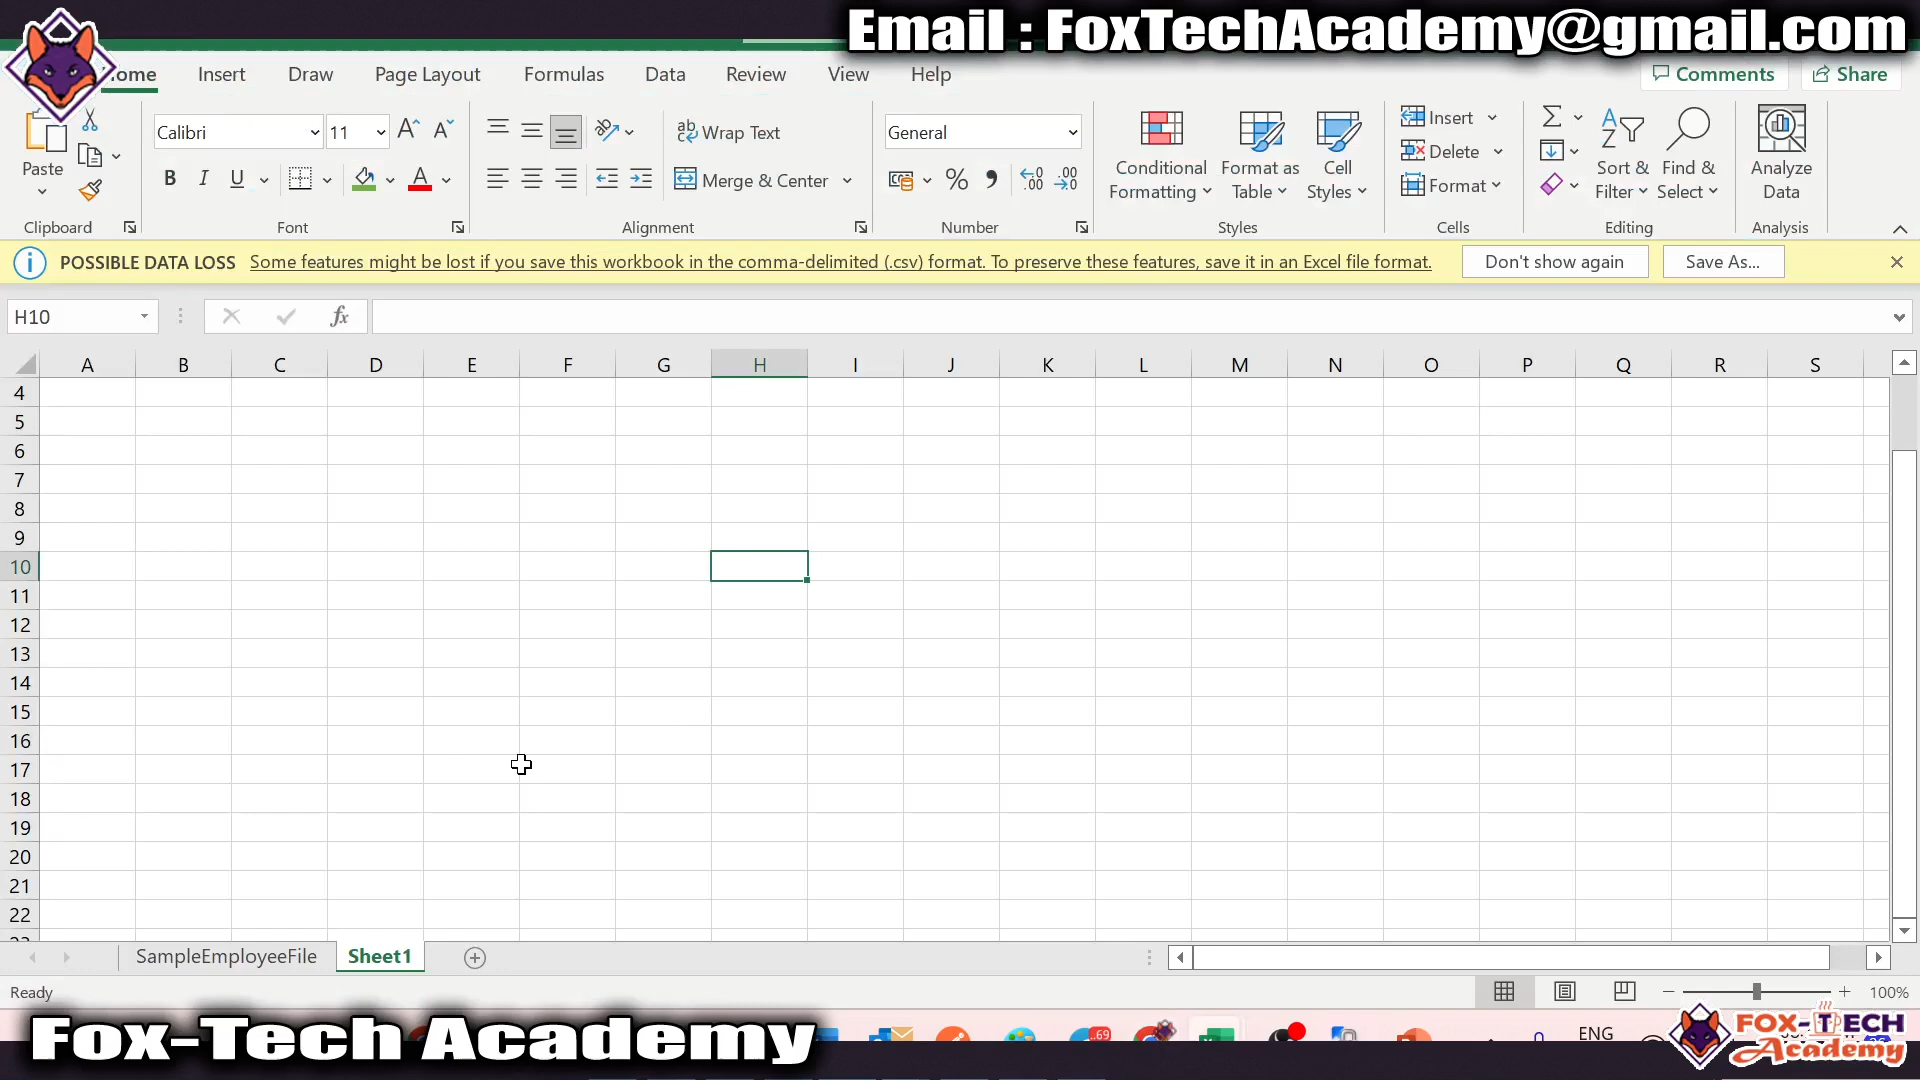 Email : FoxTechAcademy@gmail.com
Home Insert Draw Page Layout Formulas Data Review View Help Comments Share
Calibri 11 Wrap Text General Insert
Paste Conditional Format as Cell Delete Sort & Find & Analyze
B I U Merge & Center % Formatting Table Styles Format Filter Select Data
Clipboard Font Alignment Number Styles Cells Editing Analysis
POSSIBLE DATA LOSS Some features might be lost if you save this workbook in the comma-delimited (.csv) format. To preserve these features, save it in an Excel file format. Don't show again Save As...
H10 fx
A B C D E F G H I J K L M N O P Q R S
4
5
6
7
8
9
10
11
12
13
14
15
16
17
18
19
20
21
22
23
SampleEmployeeFile Sheet1
Ready 100%
Fox-Tech Academy 69 ENG FOX-TECH
Academy